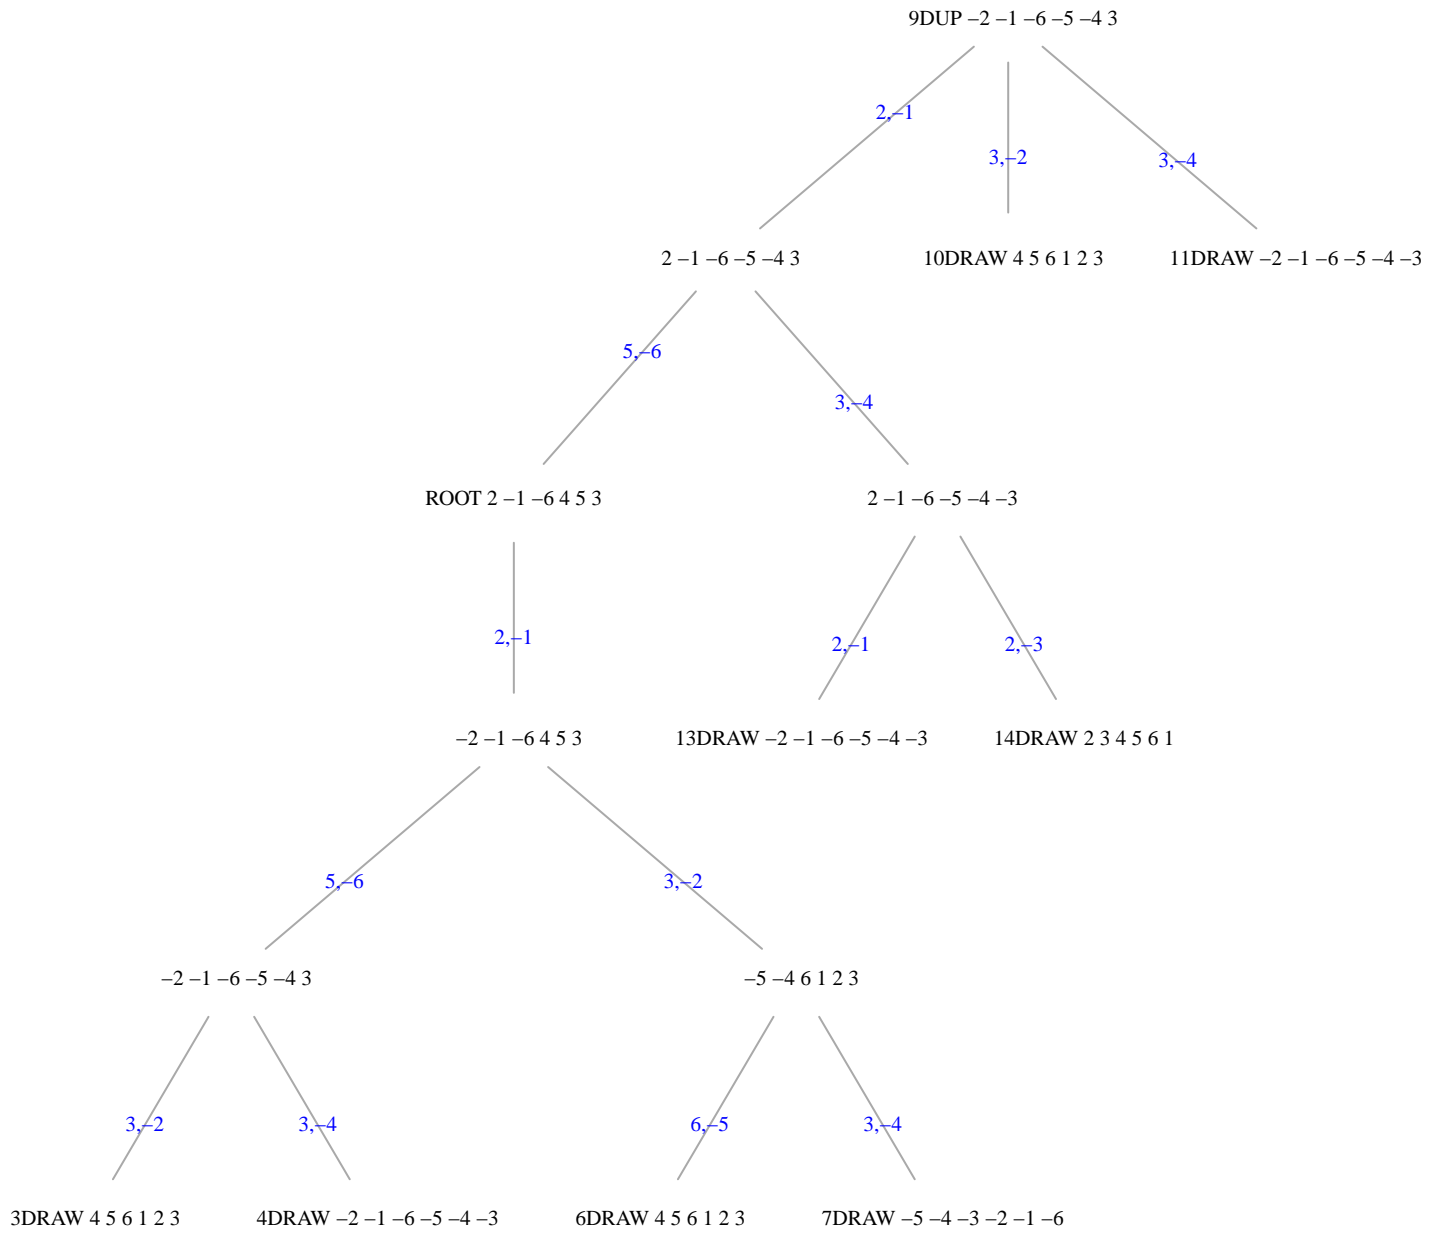 9DUP –2 –1 –6 –5 –4 3
2,–1
3,–2
3,–4
2 –1 –6 –5 –4 3
10DRAW 4 5 6 1 2 3
11DRAW –2 –1 –6 –5 –4 –3
5,–6
3,–4
ROOT 2 –1 –6 4 5 3
2 –1 –6 –5 –4 –3
2,–1
2,–1
2,–3
–2 –1 –6 4 5 3
13DRAW –2 –1 –6 –5 –4 –3
14DRAW 2 3 4 5 6 1
5,–6
3,–2
–2 –1 –6 –5 –4 3
–5 –4 6 1 2 3
3,–2
3,–4
6,–5
3,–4
3DRAW 4 5 6 1 2 3
4DRAW –2 –1 –6 –5 –4 –3
6DRAW 4 5 6 1 2 3
7DRAW –5 –4 –3 –2 –1 –6